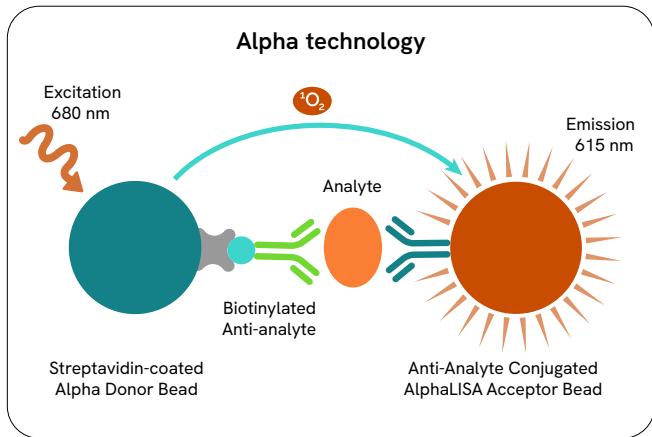 Alpha technology
Excitation
680 nm
¹O₂
Emission
615 nm
Analyte
Biotinylated
Anti-analyte
Streptavidin-coated
Alpha Donor Bead
Anti-Analyte Conjugated
AlphaLISA Acceptor Bead